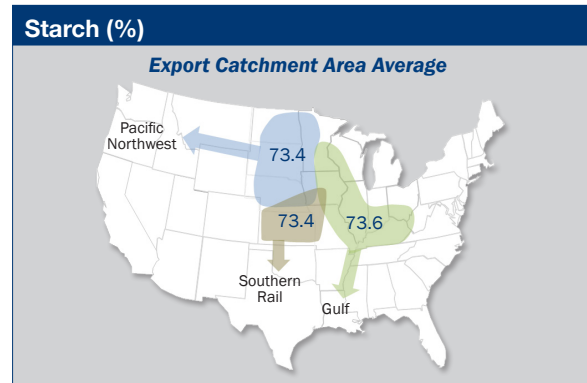 Starch (%)
Export Catchment Area Average
Pacific
Northwest
73.4
73.4
73.6
Southern
Rail
Gulf